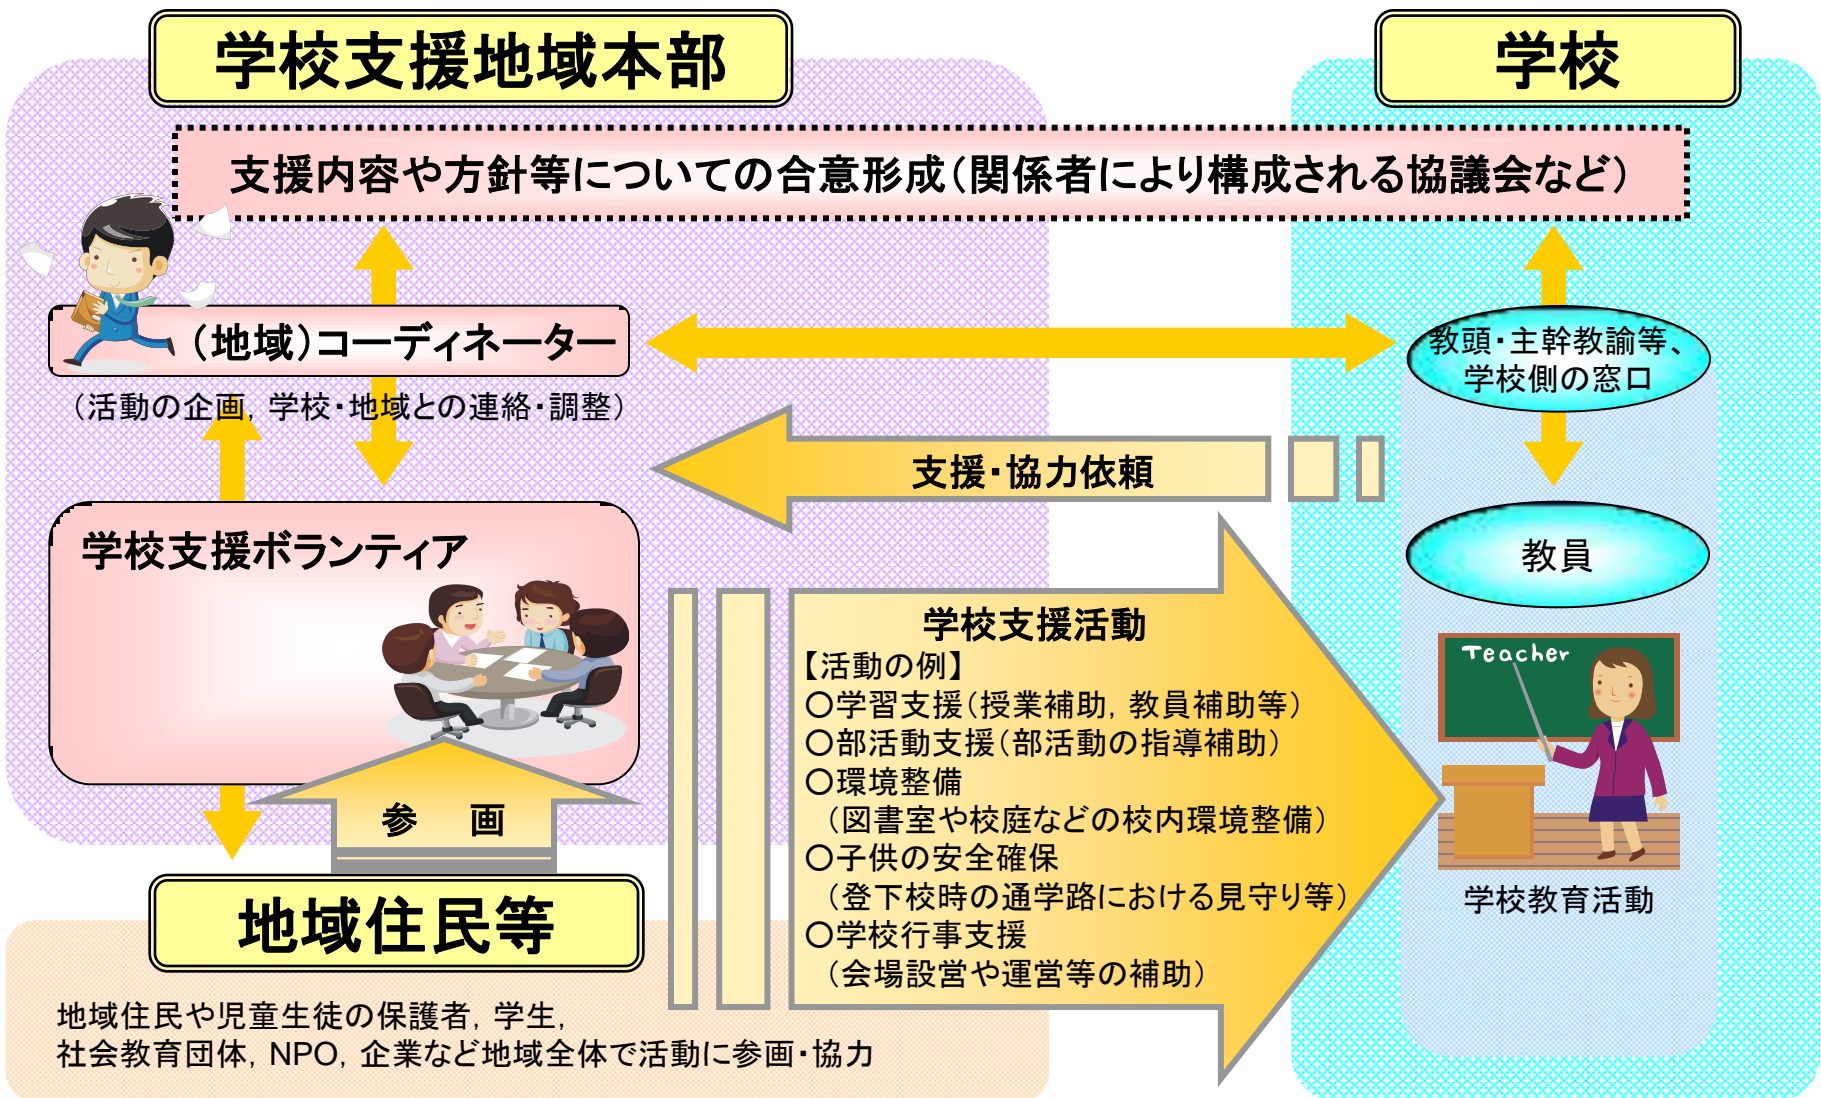 学校支援地域本部
学校
支援内容や方針等についての合意形成（関係者により構成される協議会など）
（地域）コーディネーター
（活動の企画，学校・地域との連絡・調整）
教頭・主幹教諭等、
学校側の窓口
支援・協力依頼
学校支援ボランティア
教員
学校支援活動
【活動の例】
○学習支援（授業補助，教員補助等）
○部活動支援（部活動の指導補助）
○環境整備
（図書室や校庭などの校内環境整備）
○子供の安全確保
（登下校時の通学路における見守り等）
○学校行事支援
（会場設営や運営等の補助）
Teacher
学校教育活動
参　画
地域住民等
地域住民や児童生徒の保護者，学生，
社会教育団体，NPO，企業など地域全体で活動に参画・協力